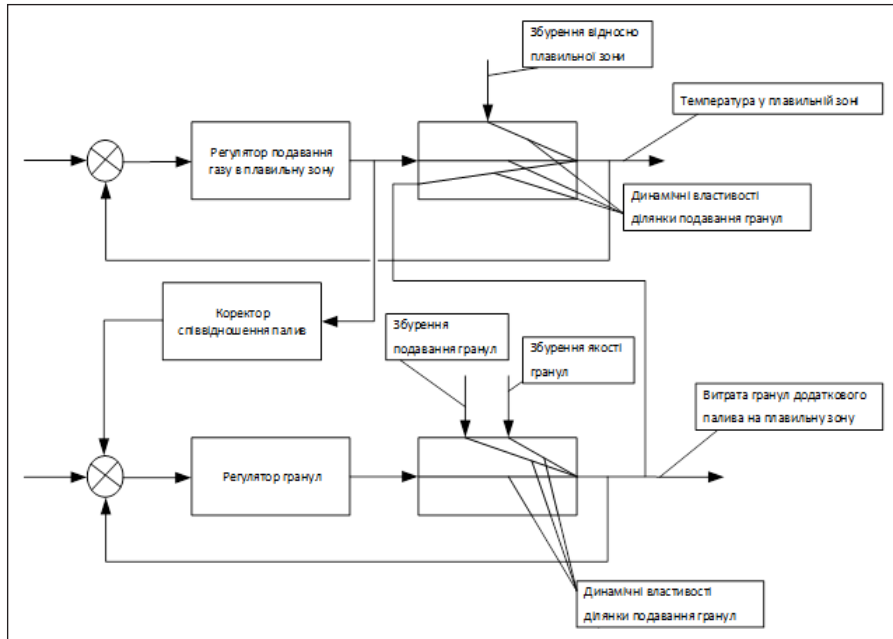 Збурення відносно
плавильної зони
Температура у плавильній зоні
Регулятор подавання
газу в плавильну зону
Динамічні властивості
ділянки подавання гранул
Коректор
співвідношення палив
Збурення
подавання гранул
Збурення якості
гранул
Витрата гранул додаткового
палива на плавильну зону
Регулятор гранул
Динамічні властивості
ділянки подавання гранул